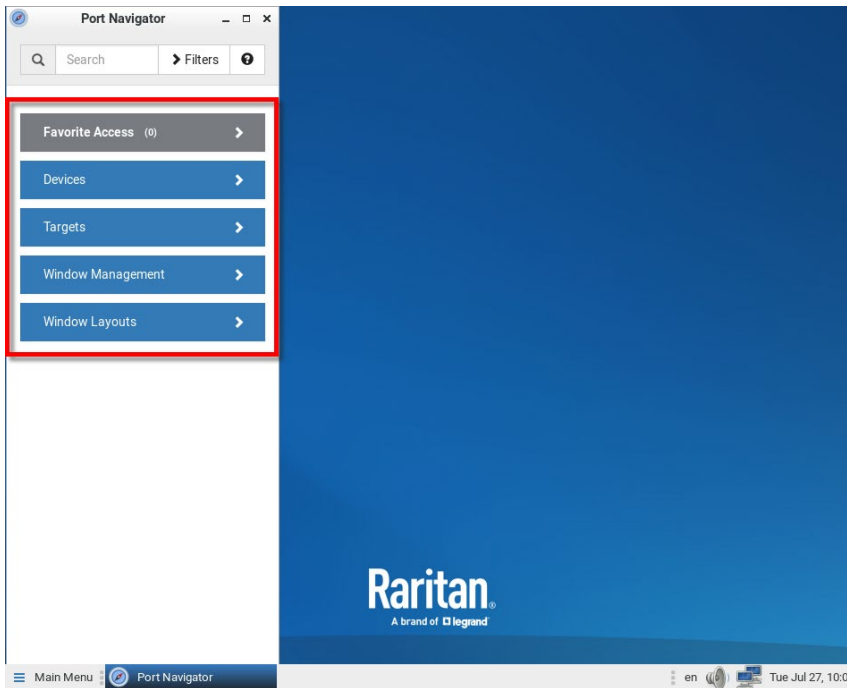 Port Navigator
Search
Filters
Favorite Access (0)
Devices
Targets
Window Management
Window Layouts
Raritan®
A brand of legrand
Main Menu
Port Navigator
en
Tue Jul 27, 10:0